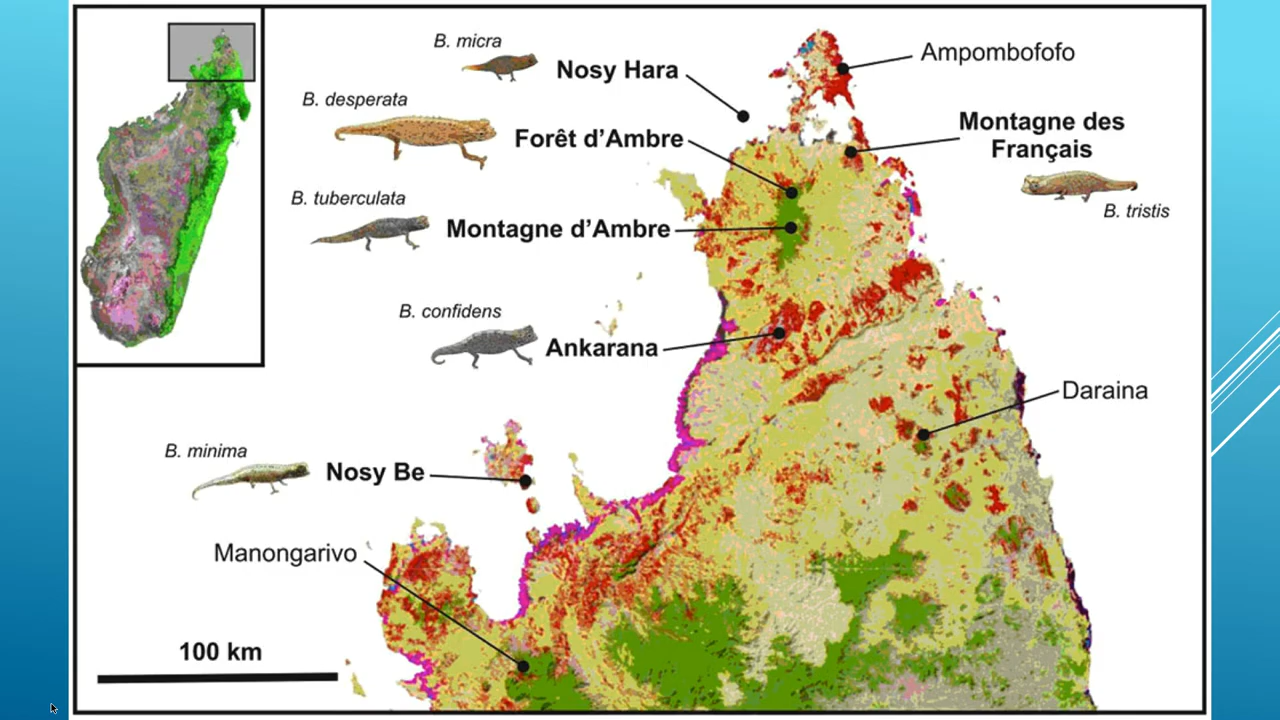 B. micra
Nosy Hara
Ampombofofo
B. desperata
Forêt d’Ambre
Montagne des
Français
B. tuberculata
B. tristis
Montagne d’Ambre
B. confidens
Ankarana
Daraina
B. minima
Nosy Be
Manongarivo
100 km